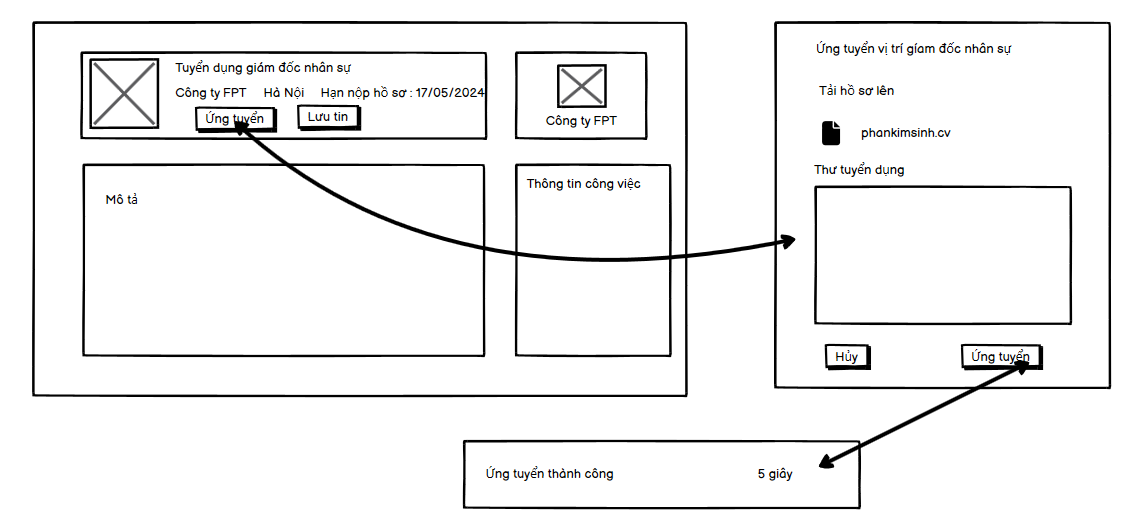 Tuyển dụng giám đốc nhân sự
Công ty FPT Hà Nội Hạn nộp hồ sơ : 17/05/2024
Ứng tuyển Lưu tin
Công ty FPT
Mô tả
Thông tin công việc
Ứng tuyển vị trí gíam đốc nhân sự
Tải hồ sơ lên
phankimsinh.cv
Thư tuyển dụng
Hủy Ứng tuyển
Ứng tuyển thành công 5 giây